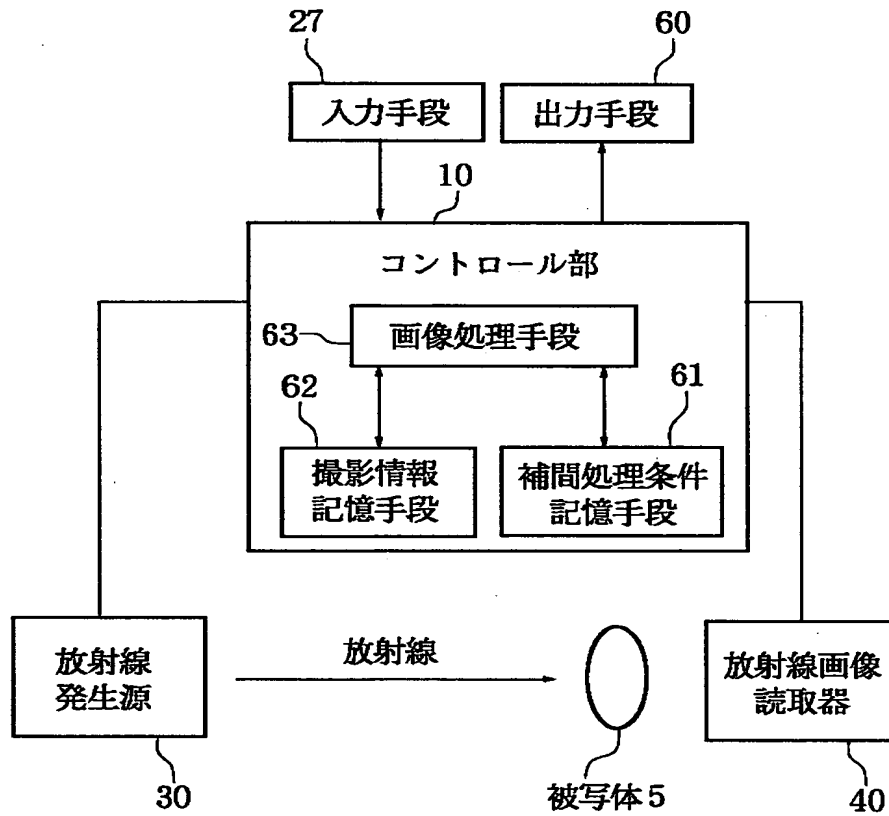 27
60
入力手段
出力手段
10
コントロール部
63
画像処理手段
62
61
撮影情報
記憶手段
補間処理条件
記憶手段
放射線
発生源
放射線
放射線画像
読取器
30
被写体5
40